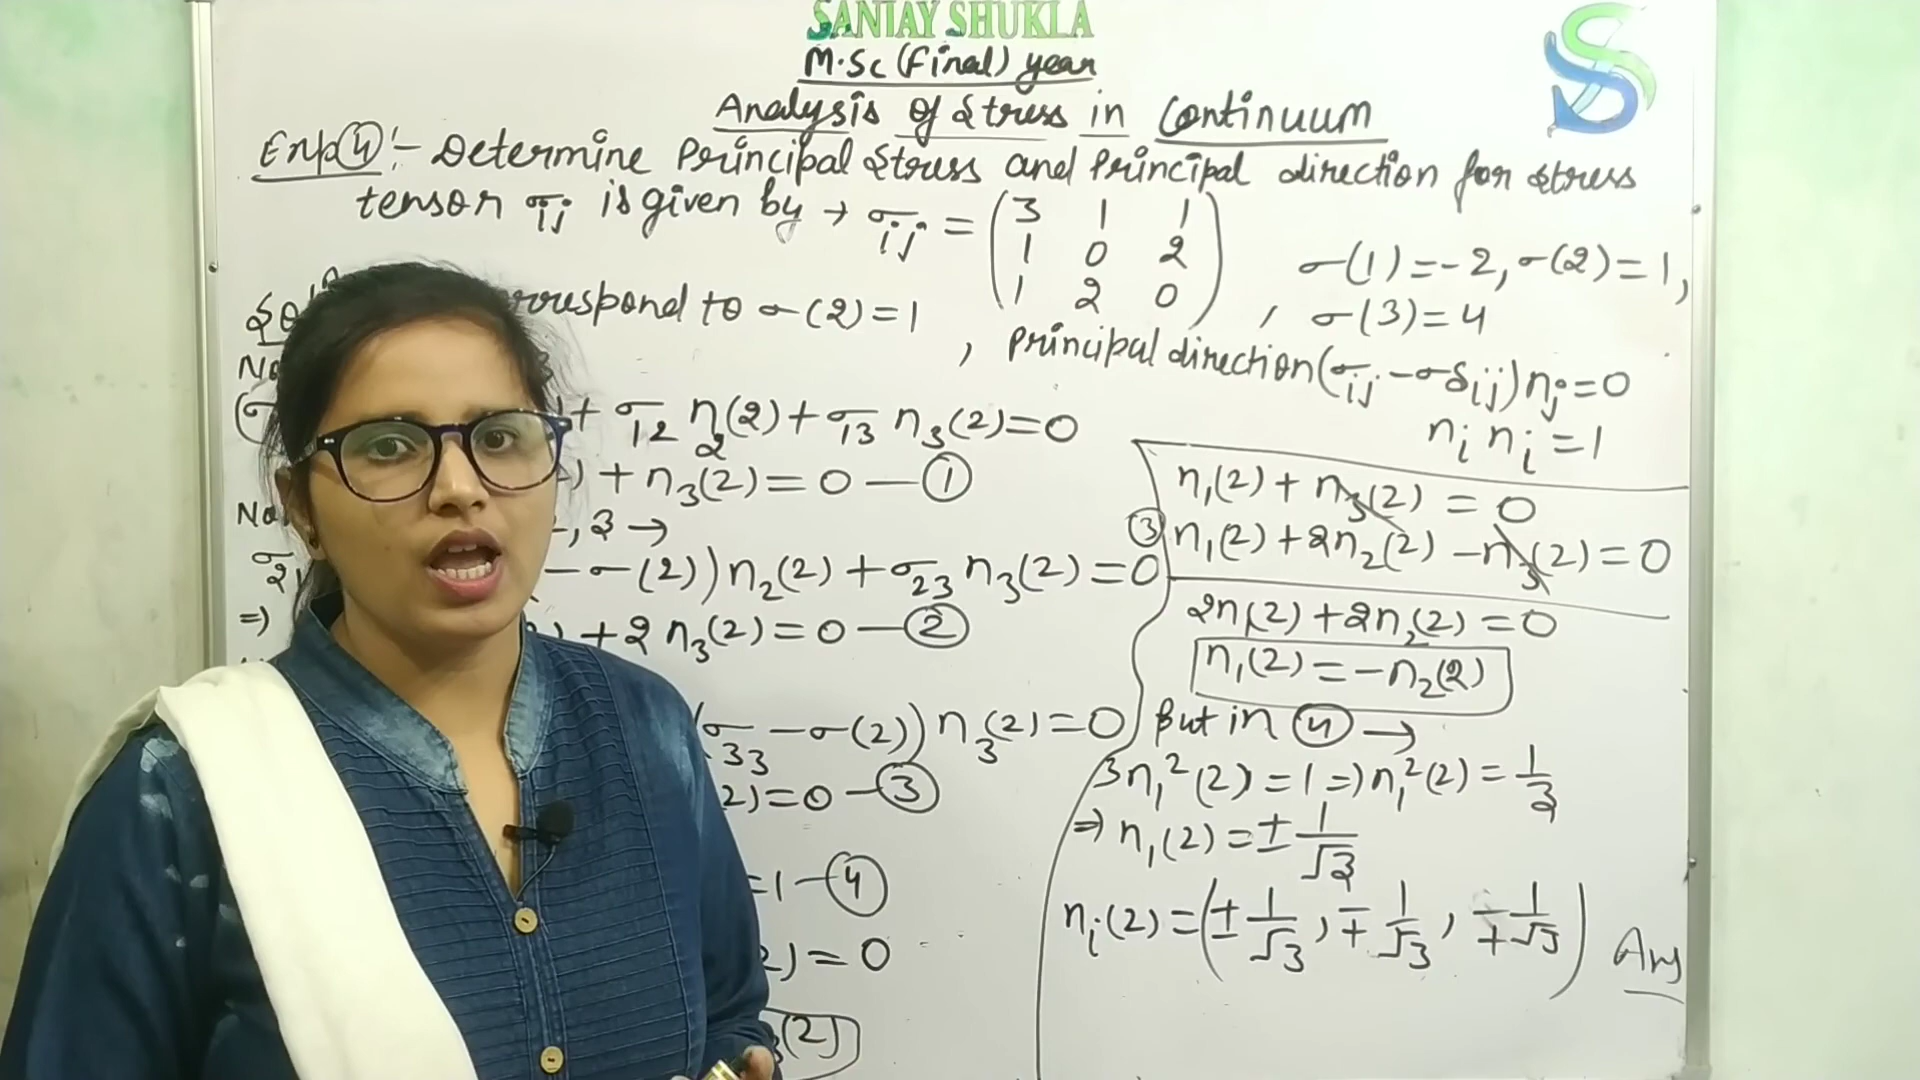 SANJAY SHUKLA
M.Sc (Final) year
Analysis of Stress in Continuum
Exp ④ :- Determine Principal Stress and Principal direction for stress
tensor σij is given by → σij = (3 1 1
1 0 2
1 2 0)
, σ(1) = -2, σ(2) = 1,
σ(3) = 4
rrespond to σ(2) = 1
, Principal direction (σij - σδij) nj = 0
ni ni = 1
+ σ12 n2(2) + σ13 n3(2) = 0
) + n3(2) = 0 — ①
, 3 →
σ21 - σ(2)) n2(2) + σ23 n3(2) = 0
⇒ ) + 2 n3(2) = 0 — ②
(σ33 - σ(2)) n3(2) = 0
2) = 0 — ③
= 1 — ④
2) = 0
3(2)
n1(2) + n3(2) = 0
③ n1(2) + 2n2(2) - n3(2) = 0
2n1(2) + 2n2(2) = 0
n1(2) = -n2(2)
Put in ④ →
3n1²(2) = 1 ⇒ n1²(2) = 1/3
⇒ n1(2) = ± 1/√3
ni(2) = (± 1/√3, ∓ 1/√3, ∓ 1/√3) Ans